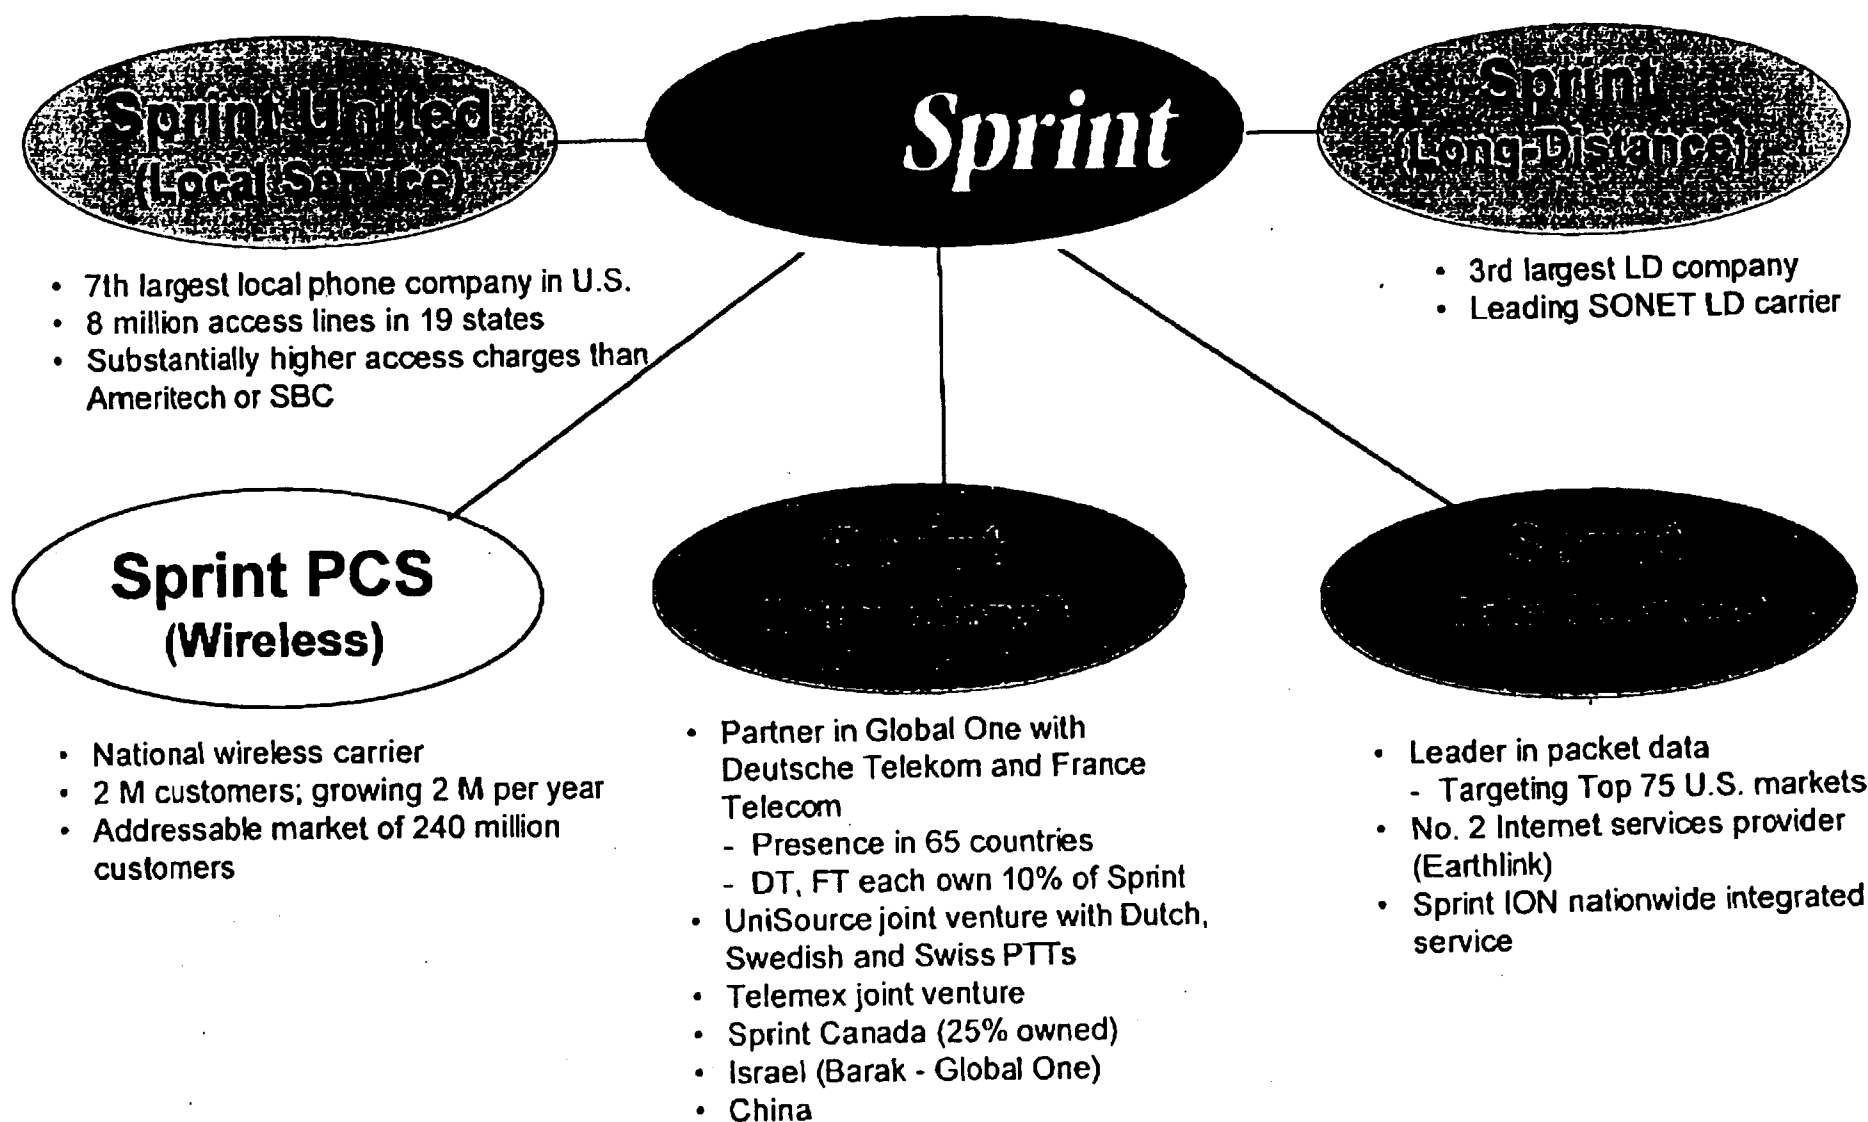 Sprint United
(Local Service)
Sprint
Sprint
(Long-Distance)
• 7th largest local phone company in U.S.
• 8 million access lines in 19 states
• Substantially higher access charges than
Ameritech or SBC
• 3rd largest LD company
• Leading SONET LD carrier
Sprint PCS
(Wireless)
Sprint
Sprint
• National wireless carrier
• 2 M customers; growing 2 M per year
• Addressable market of 240 million
customers
• Partner in Global One with
Deutsche Telekom and France
Telecom
- Presence in 65 countries
- DT, FT each own 10% of Sprint
• UniSource joint venture with Dutch,
Swedish and Swiss PTTs
• Telemex joint venture
• Sprint Canada (25% owned)
• Israel (Barak - Global One)
• China
• Leader in packet data
- Targeting Top 75 U.S. markets
• No. 2 Internet services provider
(Earthlink)
• Sprint ION nationwide integrated
service